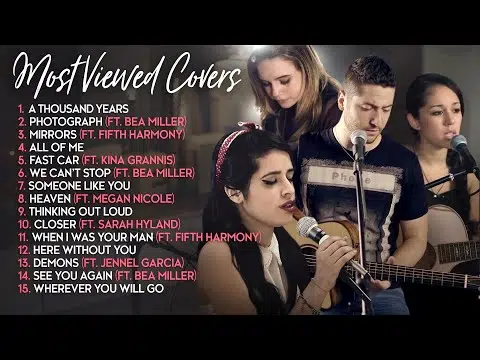 Most Viewed Covers
1. A THOUSAND YEARS
2. PHOTOGRAPH (FT. BEA MILLER)
3. MIRRORS (FT. FIFTH HARMONY)
4. ALL OF ME
5. FAST CAR (FT. KINA GRANNIS)
6. WE CAN'T STOP (FT. BEA MILLER)
7. SOMEONE LIKE YOU
8. HEAVEN (FT. MEGAN NICOLE)
9. THINKING OUT LOUD
10. CLOSER (FT. SARAH HYLAND)
11. WHEN I WAS YOUR MAN (FT. FIFTH HARMONY)
12. HERE WITHOUT YOU
13. DEMONS (FT. JENNEL GARCIA)
14. SEE YOU AGAIN (FT. BEA MILLER)
15. WHEREVER YOU WILL GO
Phone